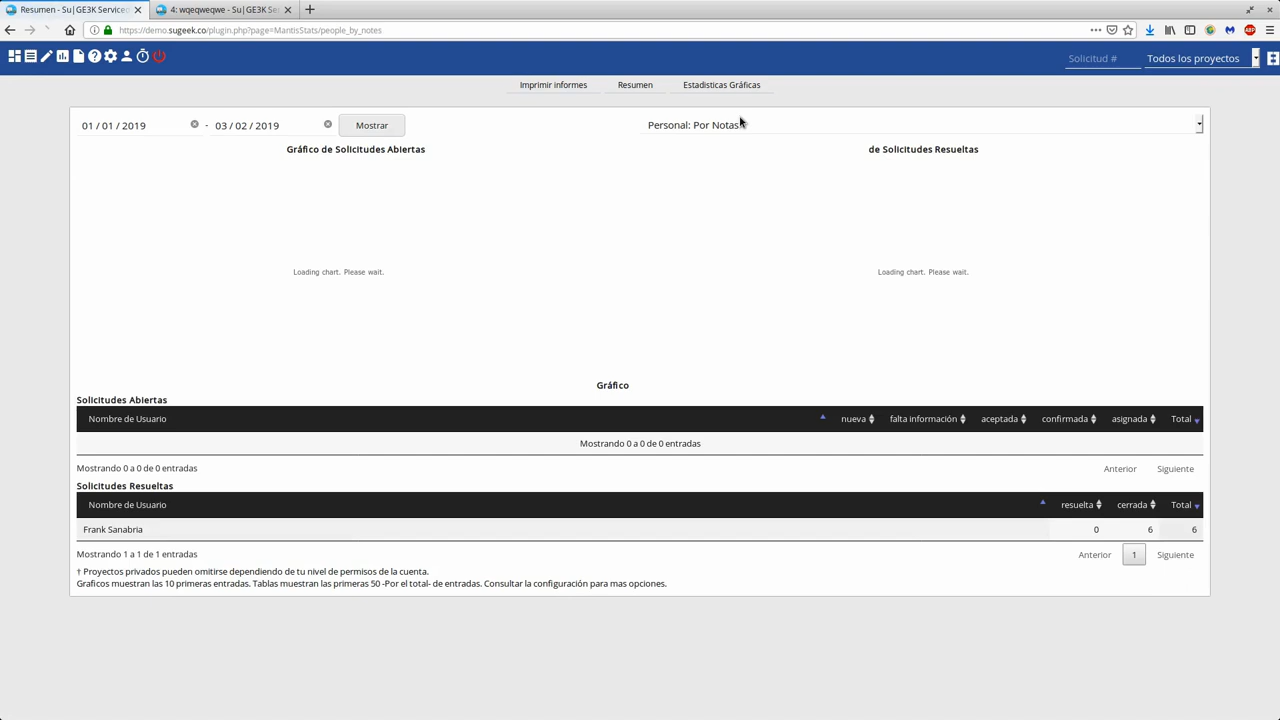 Resumen - Su|GE3K Serviceo
4: wqeqweqwe - Su|GE3K Ser
https://demo.sugeek.co/plugin.php?page=MantisStats/people_by_notes
Solicitud #
Todos los proyectos
Imprimir informes
Resumen
Estadisticas Gráficas
01 / 01 / 2019
-
03 / 02 / 2019
Mostrar
Personal: Por Notas
Gráfico de Solicitudes Abiertas
de Solicitudes Resueltas
Loading chart. Please wait.
Loading chart. Please wait.
Gráfico
Solicitudes Abiertas
Nombre de Usuario nueva falta información aceptada confirmada asignada Total
Mostrando 0 a 0 de 0 entradas
Mostrando 0 a 0 de 0 entradas
Anterior Siguiente
Solicitudes Resueltas
Nombre de Usuario resuelta cerrada Total
Frank Sanabria 0 6 6
Mostrando 1 a 1 de 1 entradas
Anterior 1 Siguiente
† Proyectos privados pueden omitirse dependiendo de tu nivel de permisos de la cuenta.
Graficos muestran las 10 primeras entradas. Tablas muestran las primeras 50 -Por el total- de entradas. Consultar la configuración para mas opciones.